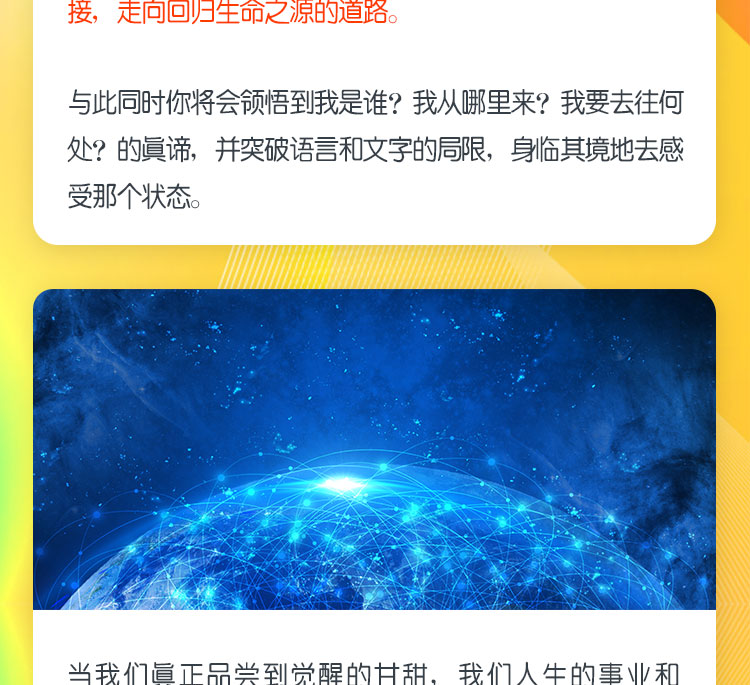 接，走向回归生命之源的道路。
与此同时你将会领悟到我是谁？我从哪里来？我要去往何
处？的眞谛，并突破语言和文字的局限，身临其境地去感
受那个状态。
当我们眞正品尝到觉醒的甘甜，我们人生的事业和